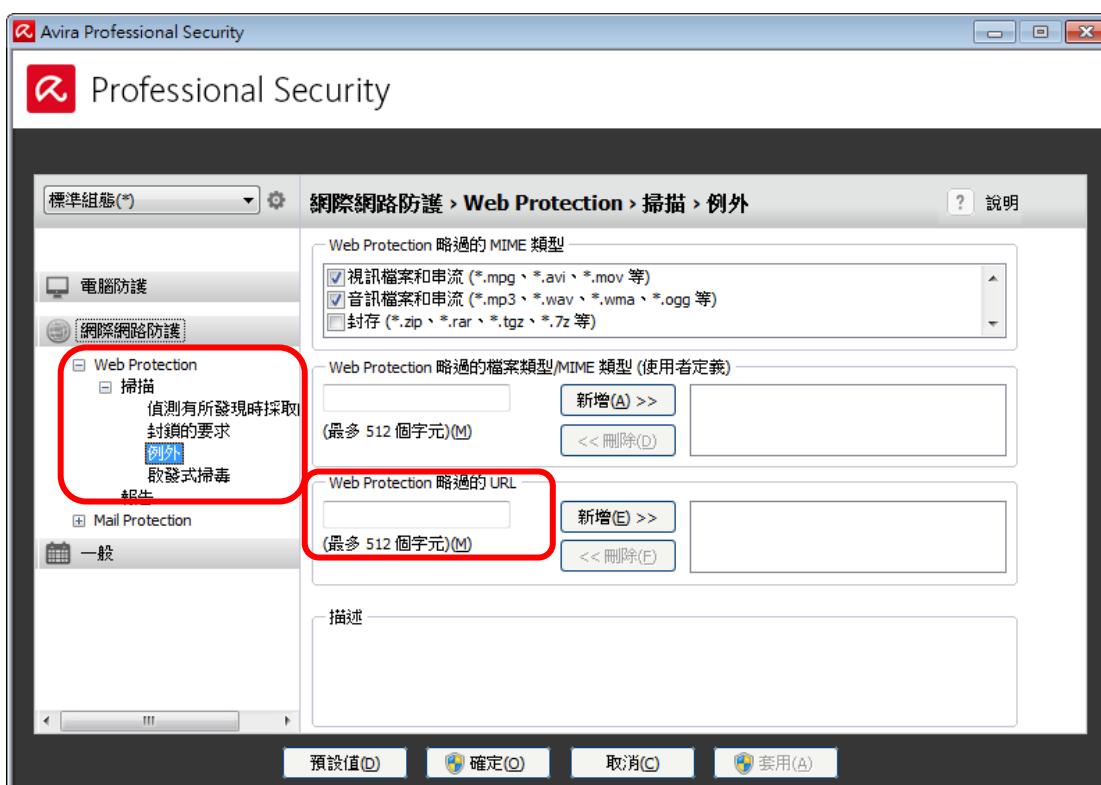 Avira Professional Security
Professional Security
標準組態(*)
網際網路防護 › Web Protection › 掃描 › 例外
? 說明
電腦防護
網際網路防護
Web Protection
掃描
偵測有所發現時採取
封鎖的要求
例外
啟發式掃毒
報告
Mail Protection
一般
Web Protection 略過的 MIME 類型
視訊檔案和串流 (*.mpg、*.avi、*.mov 等)
音訊檔案和串流 (*.mp3、*.wav、*.wma、*.ogg 等)
封存 (*.zip、*.rar、*.tgz、*.7z 等)
Web Protection 略過的檔案類型/MIME 類型 (使用者定義)
新增(A) >>
(最多 512 個字元)(M)
<< 刪除(D)
Web Protection 略過的 URL
新增(E) >>
(最多 512 個字元)(M)
<< 刪除(F)
描述
預設值(D)
確定(O)
取消(C)
套用(A)